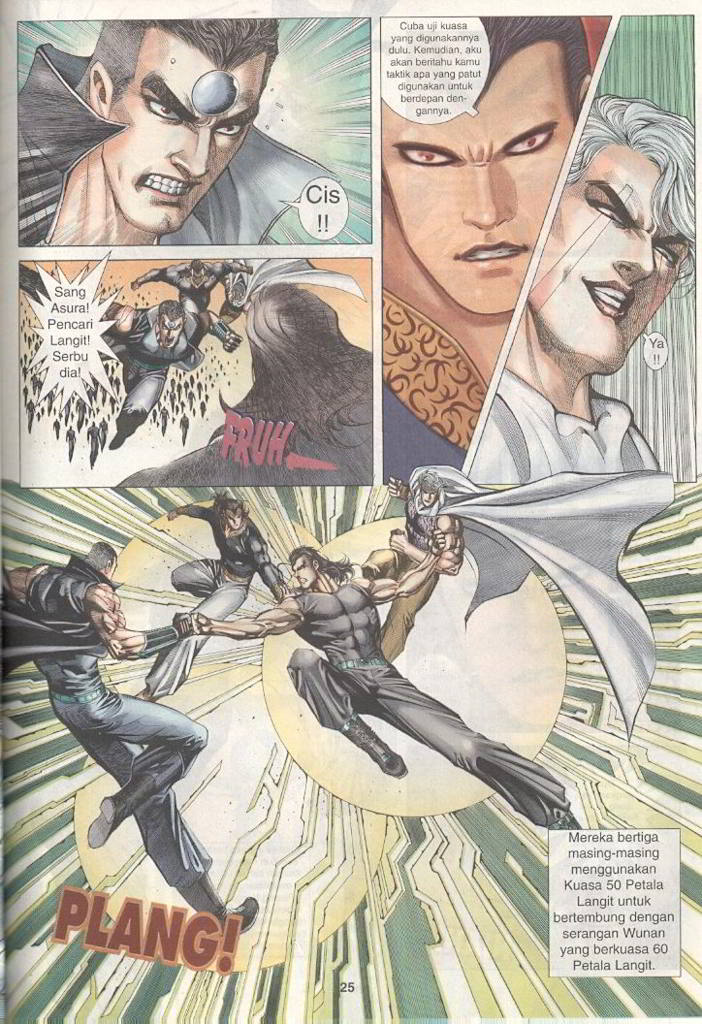 Cis
!!
Cuba uji kuasa
yang digunakannya
dulu. Kemudian, aku
akan beritahu kamu
taktik apa yang patut
digunakan untuk
berdepan den-
gannya.
Ya
!!
Sang
Asura!
Pencari
Langit!
Serbu
dia!
FRUH
PLANG!
Mereka bertiga
masing-masing
menggunakan
Kuasa 50 Petala
Langit untuk
bertembung dengan
serangan Wunan
yang berkuasa 60
Petala Langit.
25